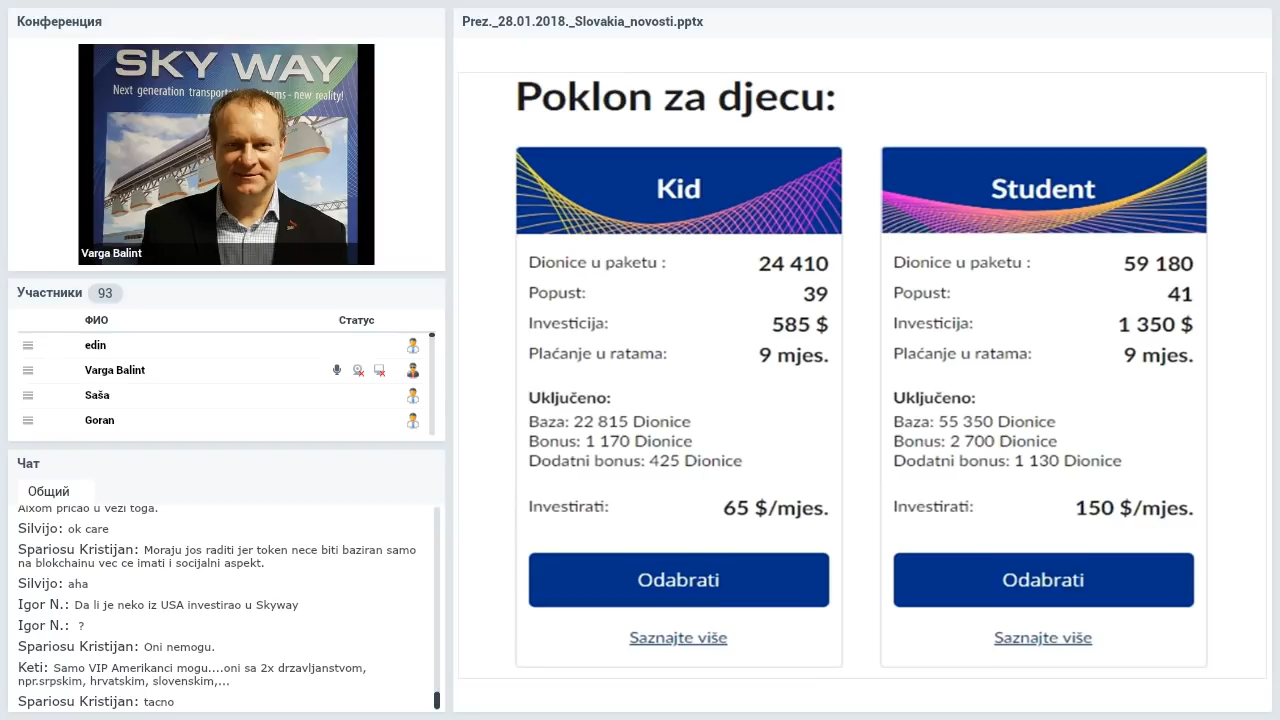 Конференция
SKY WAY
Next generation
new reality!
Varga Balint
Участники 93
ФИО Статус
edin
Varga Balint
Saša
Goran
Чат
Общий
Alxom pricao u vezi toga.
Silvijo: ok care
Spariosu Kristijan: Moraju jos raditi jer token nece biti baziran samo
na blokchainu vec ce imati i socijalni aspekt.
Silvijo: aha
Igor N.: Da li je neko iz USA investirao u Skyway
Igor N.: ?
Spariosu Kristijan: Oni nemogu.
Keti: Samo VIP Amerikanci mogu....oni sa 2x drzavljanstvom,
npr.srpskim, hrvatskim, slovenskim,...
Spariosu Kristijan: tacno
Prez._28.01.2018._Slovakia_novosti.pptx
Poklon za djecu:
Kid
Dionice u paketu : 24 410
Popust: 39
Investicija: 585 $
Plaćanje u ratama: 9 mjes.
Uključeno:
Baza: 22 815 Dionice
Bonus: 1 170 Dionice
Dodatni bonus: 425 Dionice
Investirati: 65 $/mjes.
Odabrati
Saznajte više
Student
Dionice u paketu : 59 180
Popust: 41
Investicija: 1 350 $
Plaćanje u ratama: 9 mjes.
Uključeno:
Baza: 55 350 Dionice
Bonus: 2 700 Dionice
Dodatni bonus: 1 130 Dionice
Investirati: 150 $/mjes.
Odabrati
Saznajte više